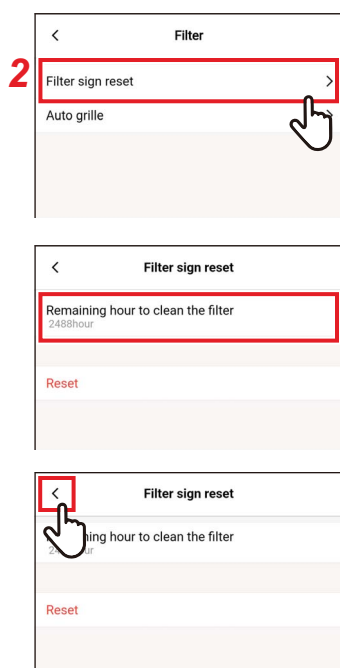 Filter
2
Filter sign reset
Auto grille
Filter sign reset
Remaining hour to clean the filter
2488hour
Reset
Filter sign reset
hour to clean the filter
Reset